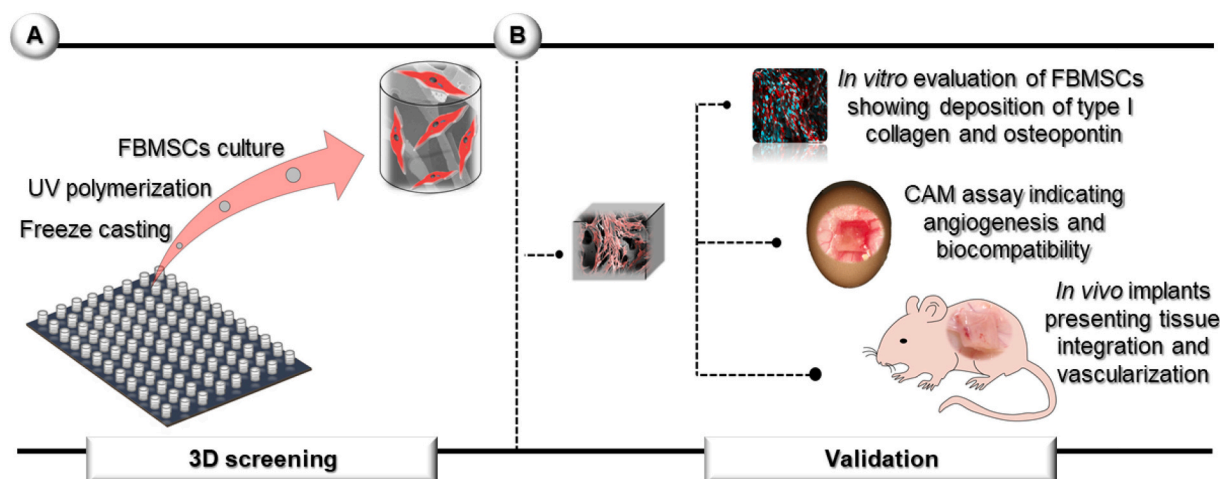 A
B
FBMSCs culture
UV polymerization
Freeze casting
In vitro evaluation of FBMSCs
showing deposition of type I
collagen and osteopontin
CAM assay indicating
angiogenesis and
biocompatibility
In vivo implants
presenting tissue
integration and
vascularization
3D screening
Validation